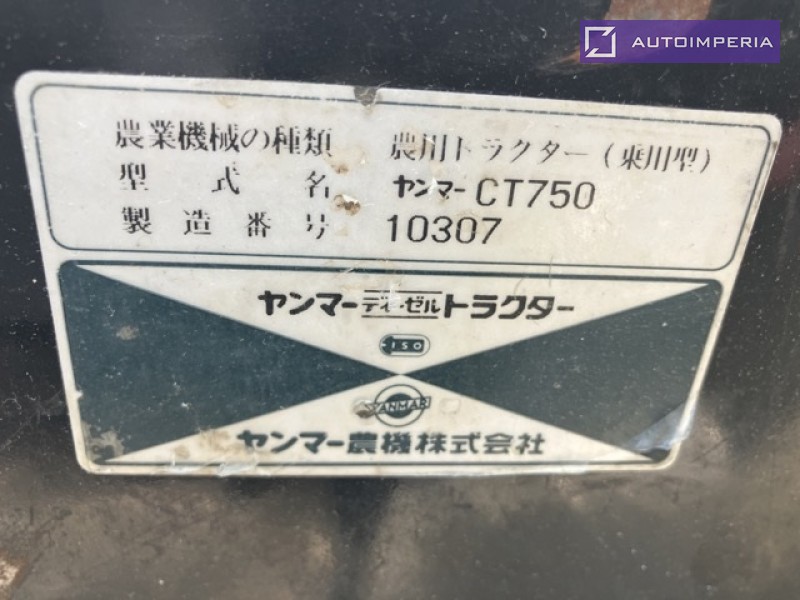 AUTOIMPERIA
農業機械の種類 農用トラクター(乗用型)
型式名 ヤンマー CT750
製造番号 10307
ヤンマーディーゼルトラクター
ISO
YANMAR
ヤンマー農機株式会社